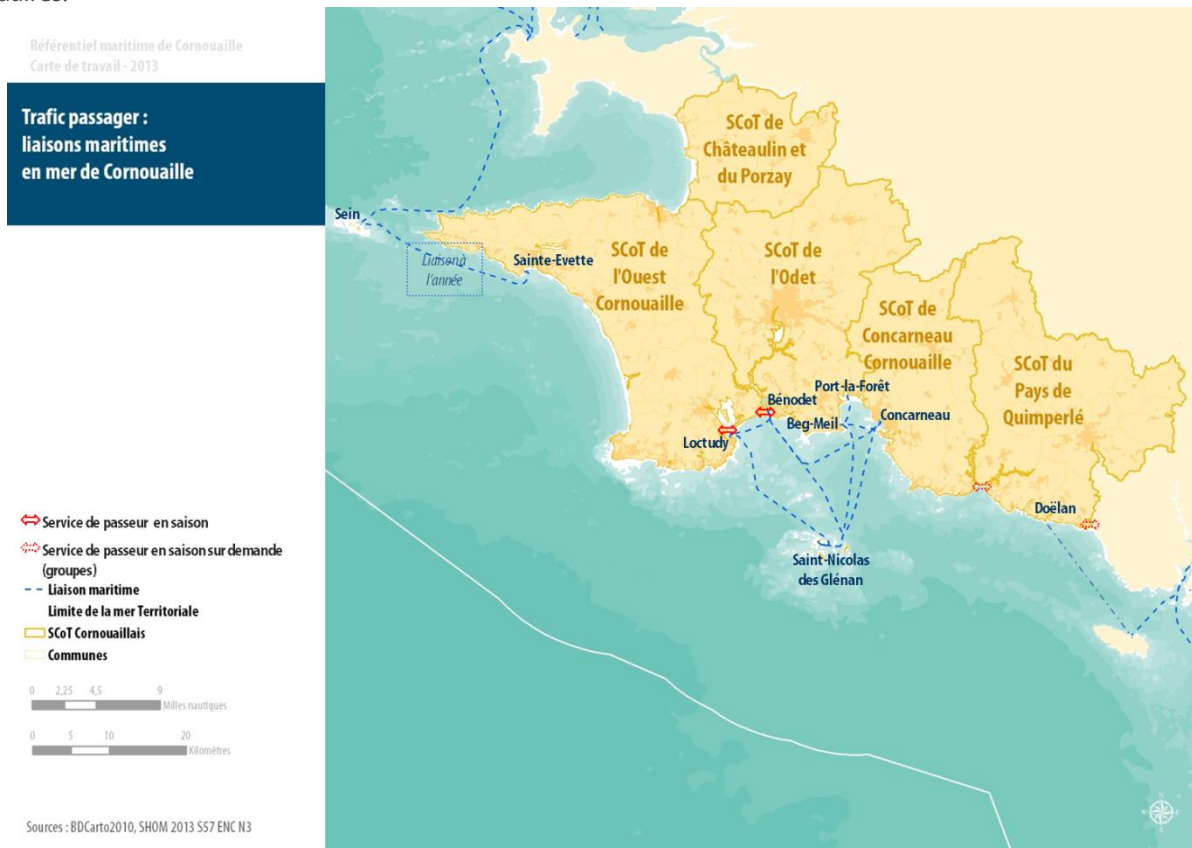 Référentiel maritime de Cornouaille
Carte de travail - 2013
Trafic passager :
liaisons maritimes
en mer de Cornouaille
SCoT de
Châteaulin et
du Porzay
Sein
Liaison à
l'année
Sainte-Evette
SCoT de
l'Ouest
Cornouaille
SCoT de
l'Odet
SCoT de
Concarneau
Cornouaille
SCoT du
Pays de
Quimperlé
Port-la-Forêt
Bénodet
Beg-Meil
Concarneau
Loctudy
Doëlan
Saint-Nicolas
des Glénan
Service de passeur en saison
Service de passeur en saison sur demande
(groupes)
Liaison maritime
Limite de la mer Territoriale
SCoT Cornouaillais
Communes
0 2,25 4,5 9
Milles nautiques
0 5 10 20
Kilomètres
Sources : BDCarto2010, SHOM 2013 S57 ENC N3